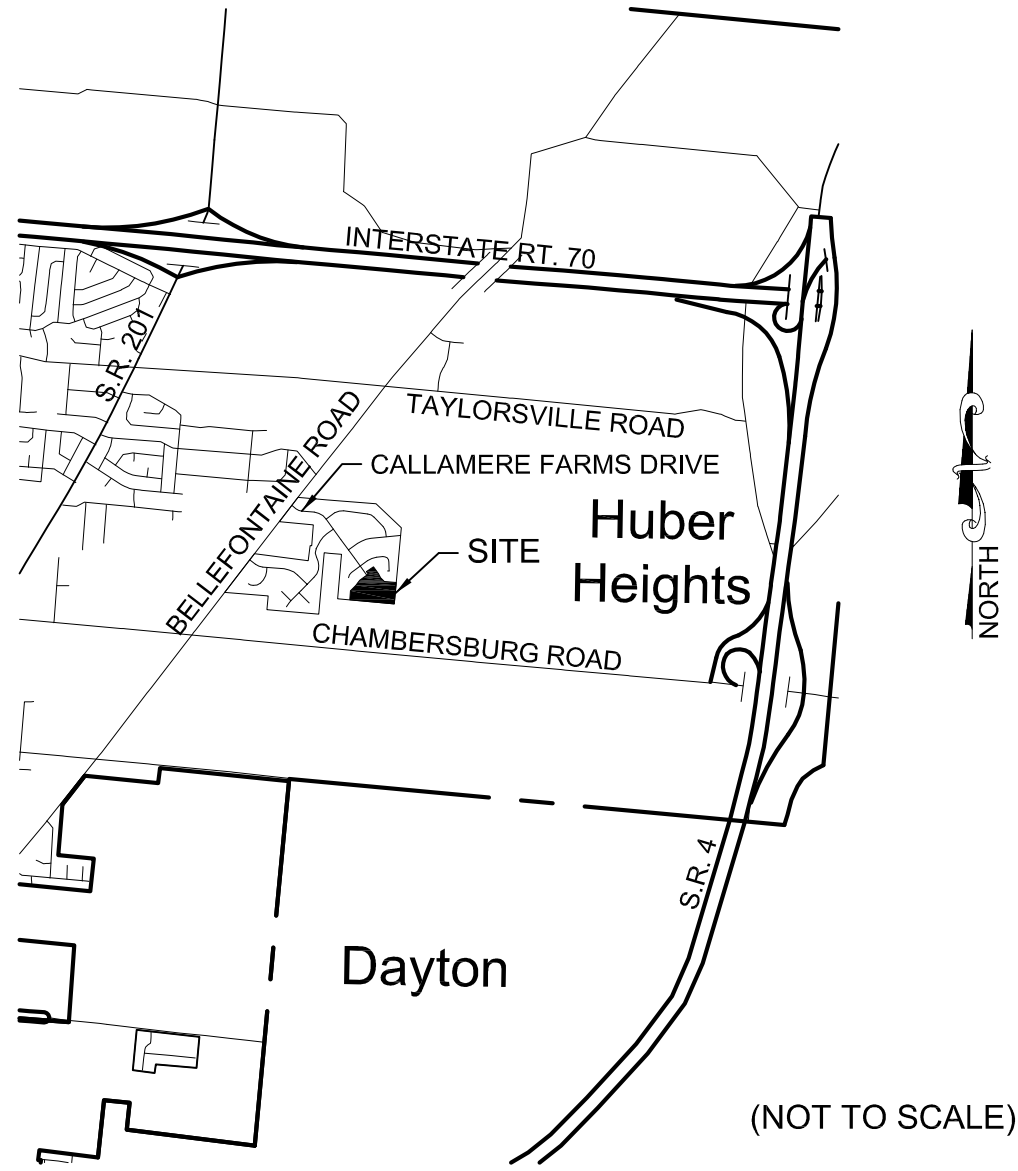 INTERSTATE RT. 70
S.R. 201
BELLEFONTAINE ROAD
TAYLORSVILLE ROAD
CALLAMERE FARMS DRIVE
Huber
Heights
SITE
NORTH
CHAMBERSBURG ROAD
S.R. 4
Dayton
(NOT TO SCALE)